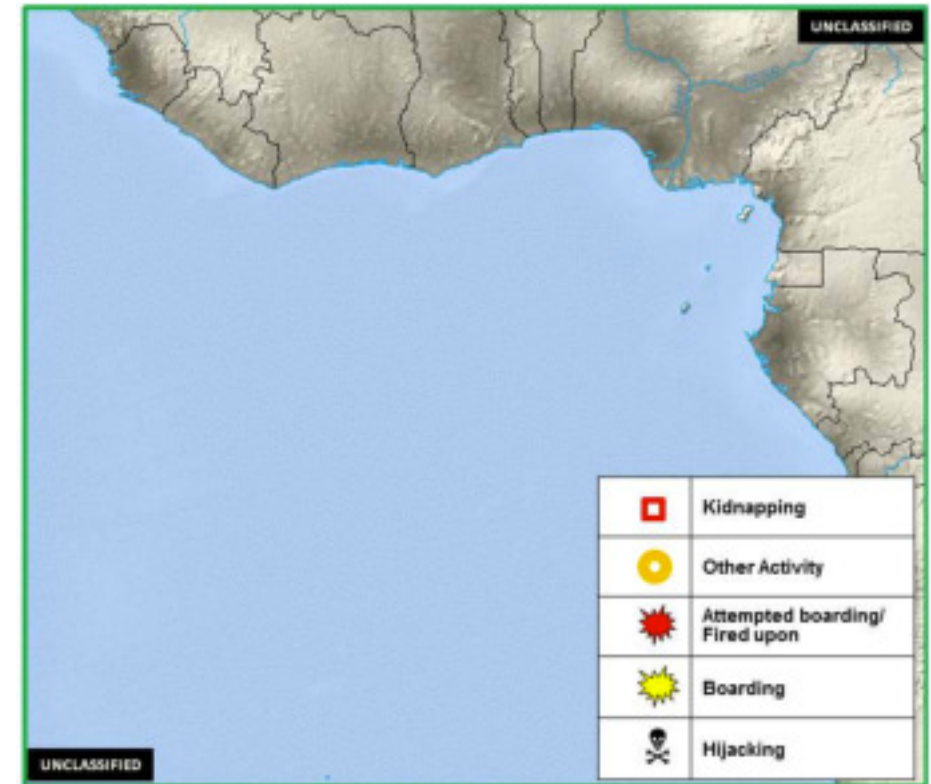 UNCLASSIFIED
Kidnapping
Other Activity
Attempted boarding/
Fired upon
Boarding
Hijacking
UNCLASSIFIED